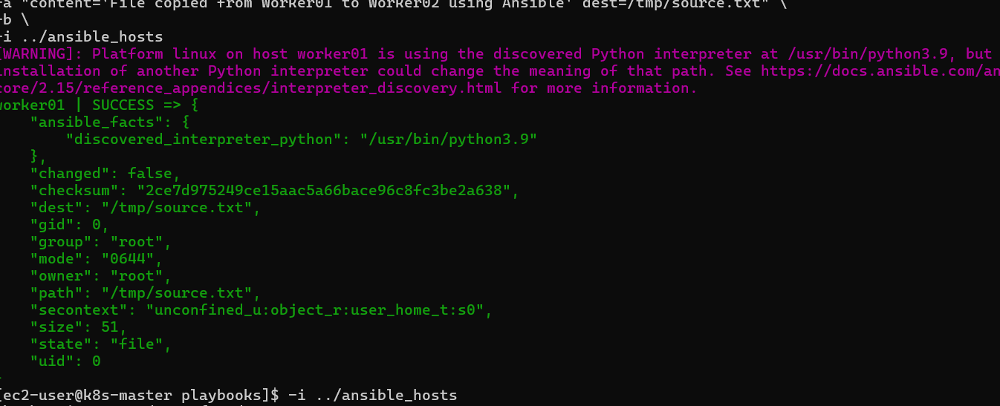 -a "content='File copied from Worker01 to Worker02 using Ansible' dest=/tmp/source.txt" \
-b \
-i ../ansible_hosts
[WARNING]: Platform linux on host worker01 is using the discovered Python interpreter at /usr/bin/python3.9, but
installation of another Python interpreter could change the meaning of that path. See https://docs.ansible.com/an
core/2.15/reference_appendices/interpreter_discovery.html for more information.
worker01 | SUCCESS => {
    "ansible_facts": {
        "discovered_interpreter_python": "/usr/bin/python3.9"
    },
    "changed": false,
    "checksum": "2ce7d975249ce15aac5a66bace96c8fc3be2a638",
    "dest": "/tmp/source.txt",
    "gid": 0,
    "group": "root",
    "mode": "0644",
    "owner": "root",
    "path": "/tmp/source.txt",
    "secontext": "unconfined_u:object_r:user_home_t:s0",
    "size": 51,
    "state": "file",
    "uid": 0
}
[ec2-user@k8s-master playbooks]$ -i ../ansible_hosts